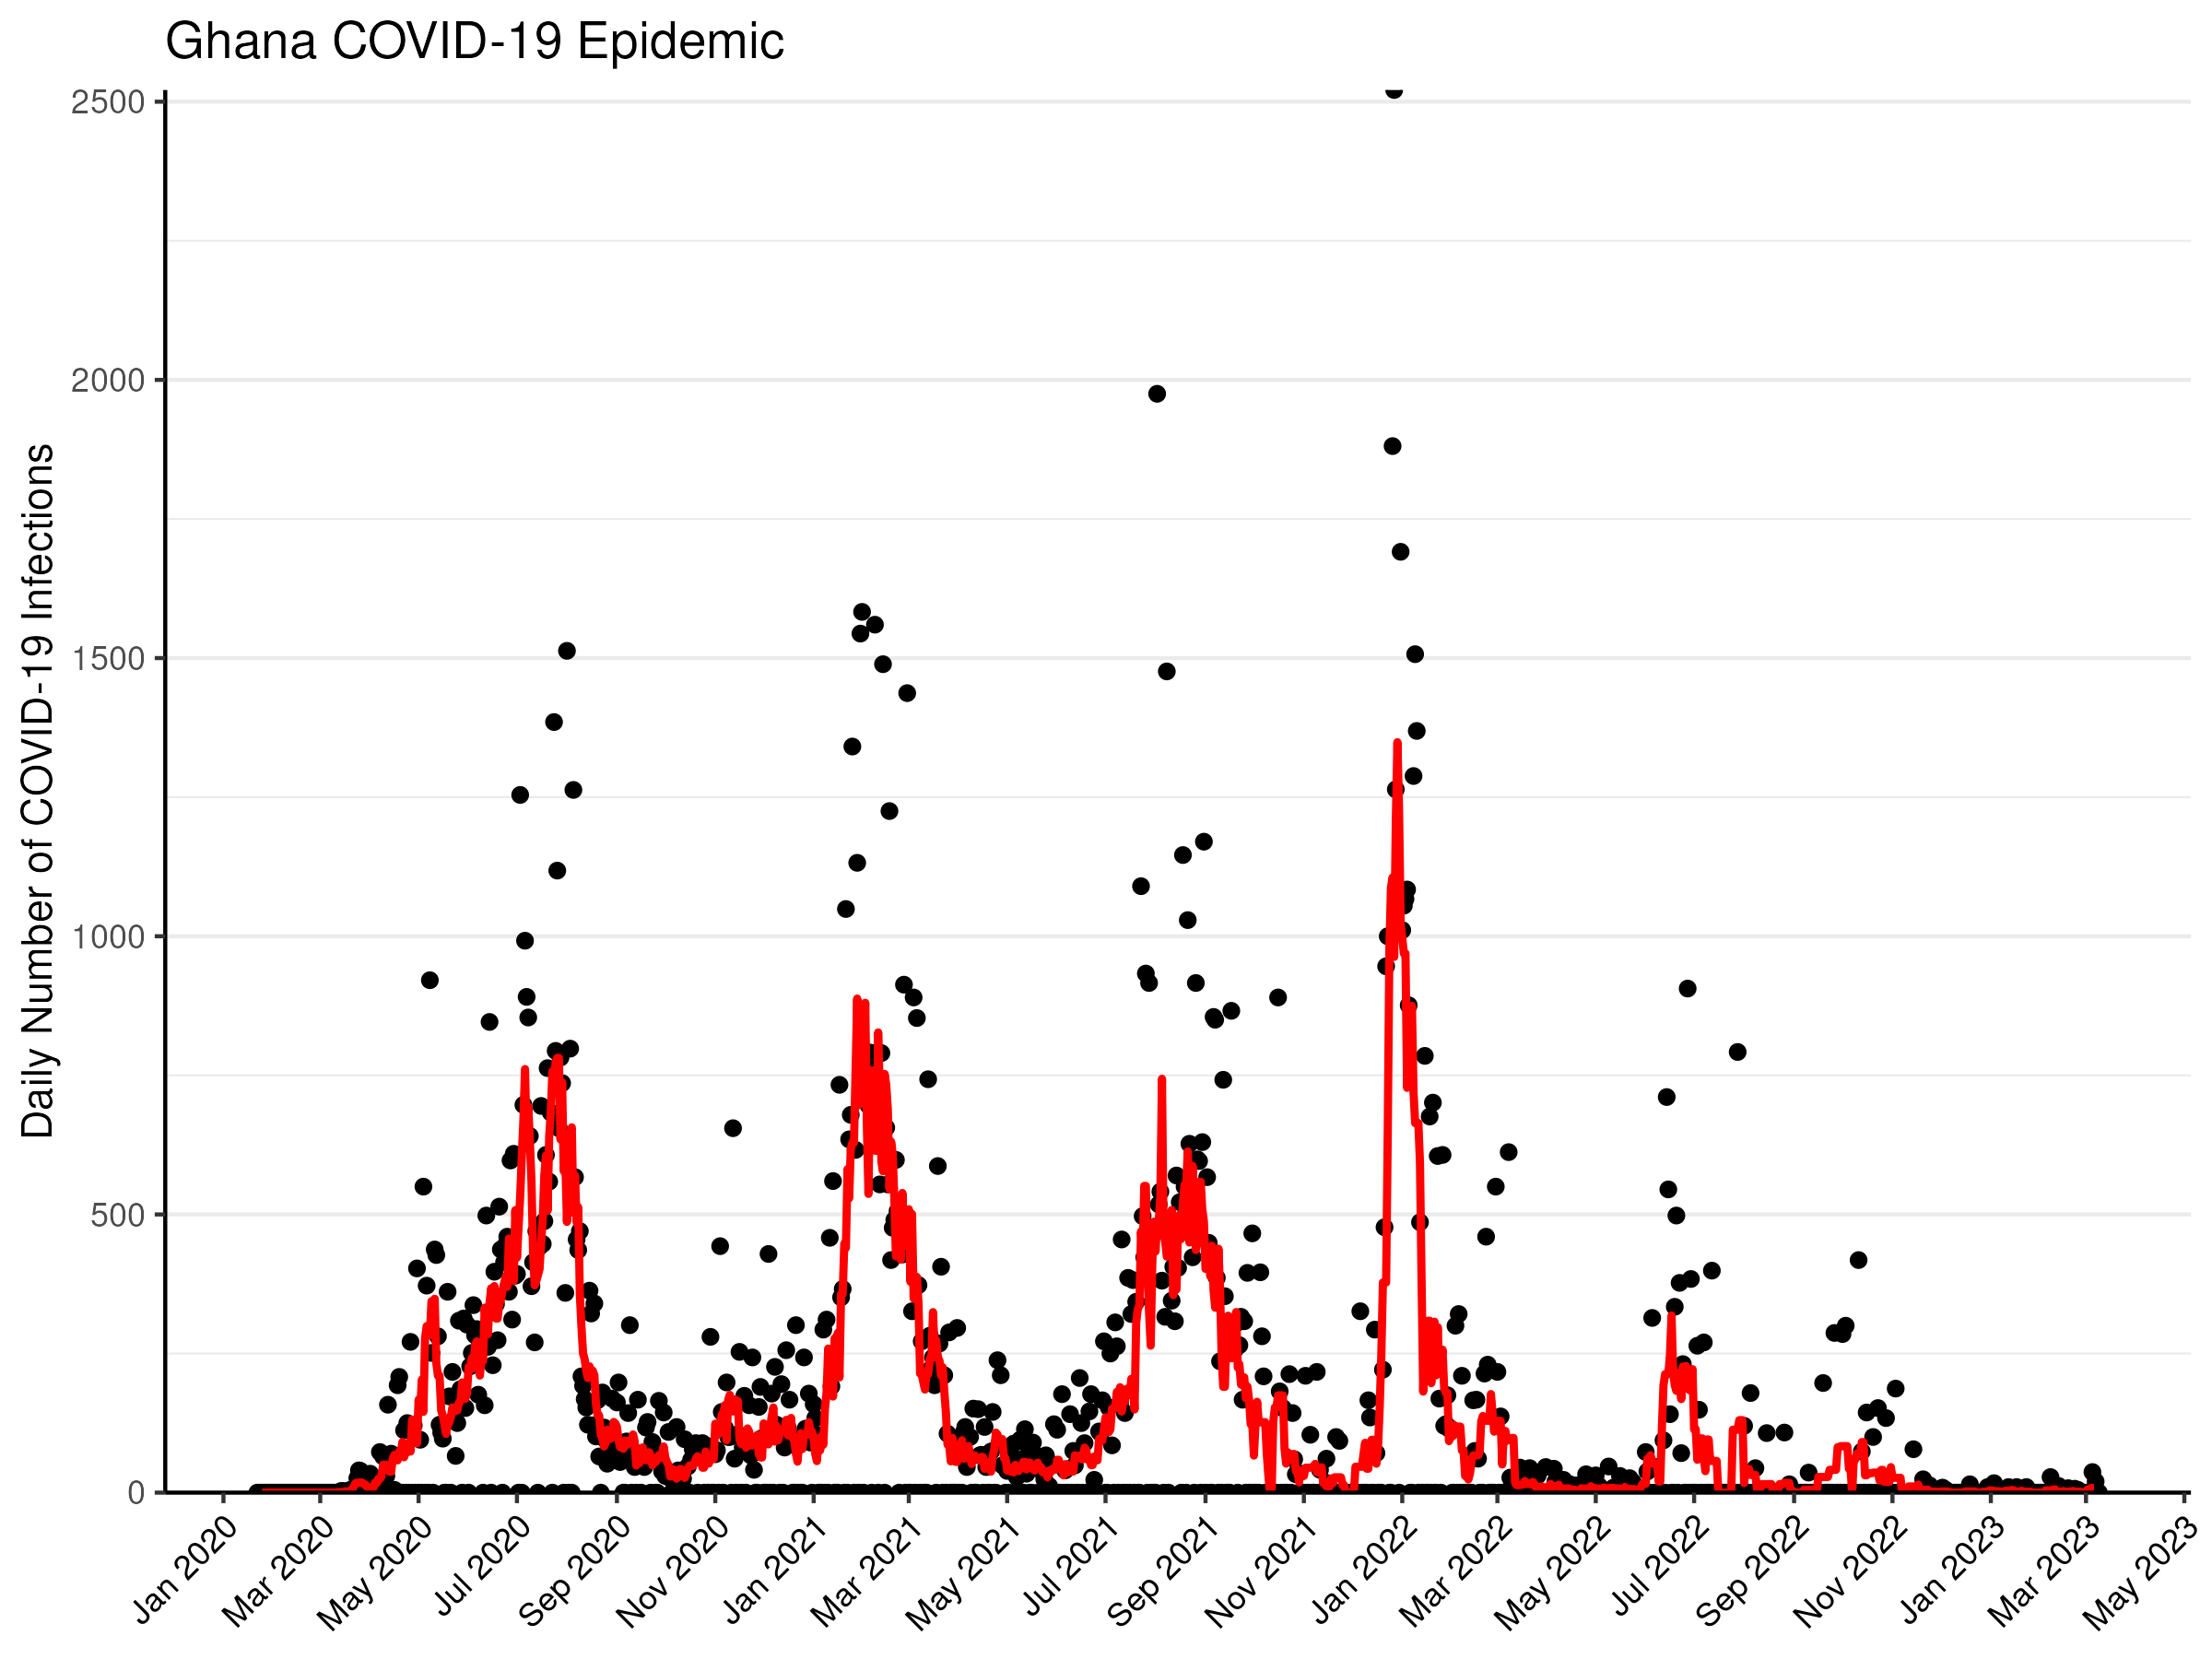 Ghana COVID-19 Epidemic
Daily Number of COVID-19 Infections
2500
2000
1500
1000
500
0
Jan 2020
Mar 2020
May 2020
Jul 2020
Sep 2020
Nov 2020
Jan 2021
Mar 2021
May 2021
Jul 2021
Sep 2021
Nov 2021
Jan 2022
Mar 2022
May 2022
Jul 2022
Sep 2022
Nov 2022
Jan 2023
Mar 2023
May 2023